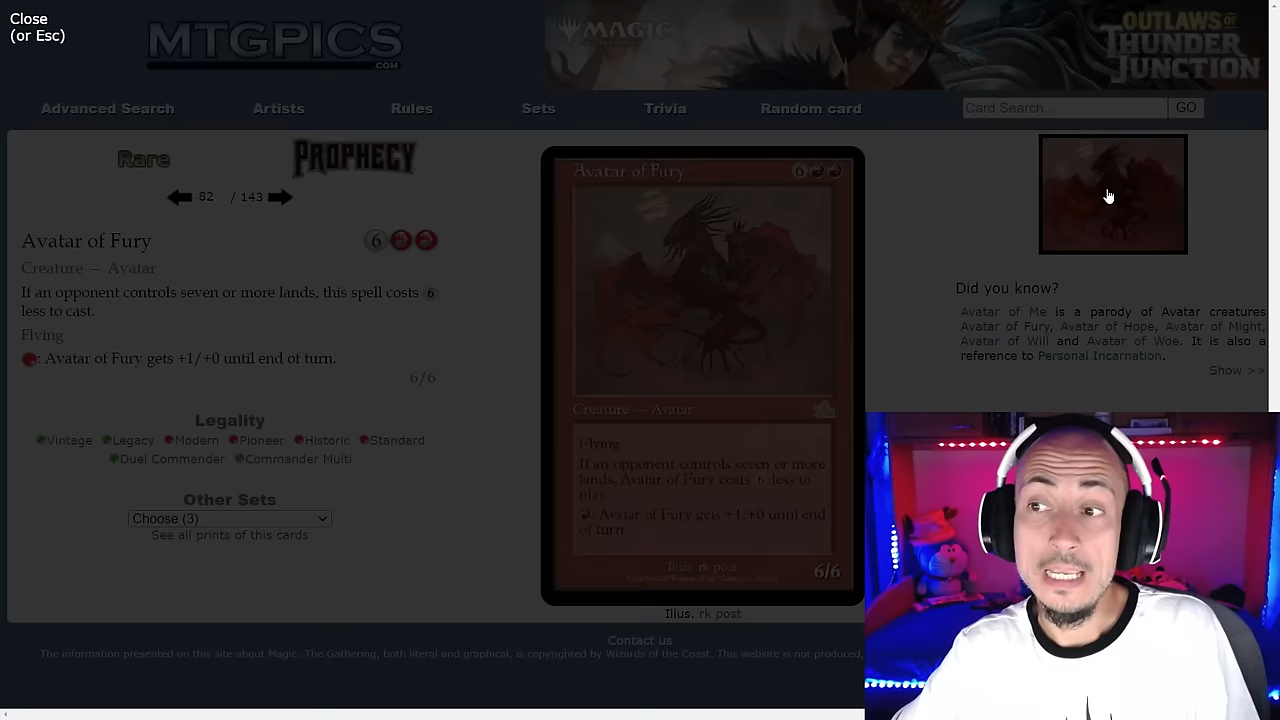 Close
(or Esc)
MTGPICS
.COM
MAGIC
OUTLAWS OF
THUNDER
JUNCTION
Advanced Search
Artists
Rules
Sets
Trivia
Random card
Card Search...
GO
Rare
PROPHECY
82 / 143
Avatar of Fury
6
Creature — Avatar
If an opponent controls seven or more lands, this spell costs 6
less to cast.
Flying
: Avatar of Fury gets +1/+0 until end of turn.
6/6
Legality
Vintage Legacy Modern Pioneer Historic Standard
Duel Commander Commander Multi
Other Sets
Choose (3)
See all prints of this cards
Avatar of Fury
6
Creature — Avatar
Flying
If an opponent controls seven or more
lands, Avatar of Fury costs 6 less to
play.
: Avatar of Fury gets +1/+0 until end
of turn
Illus. rk post
6/6
Illus. rk post
Did you know?
Avatar of Me is a parody of Avatar creatures
Avatar of Fury, Avatar of Hope, Avatar of Might,
Avatar of Will and Avatar of Woe. It is also a
reference to Personal Incarnation.
Show >>
Contact us
The information presented on this site about Magic: The Gathering, both literal and graphical, is copyrighted by Wizards of the Coast. This website is not produced,